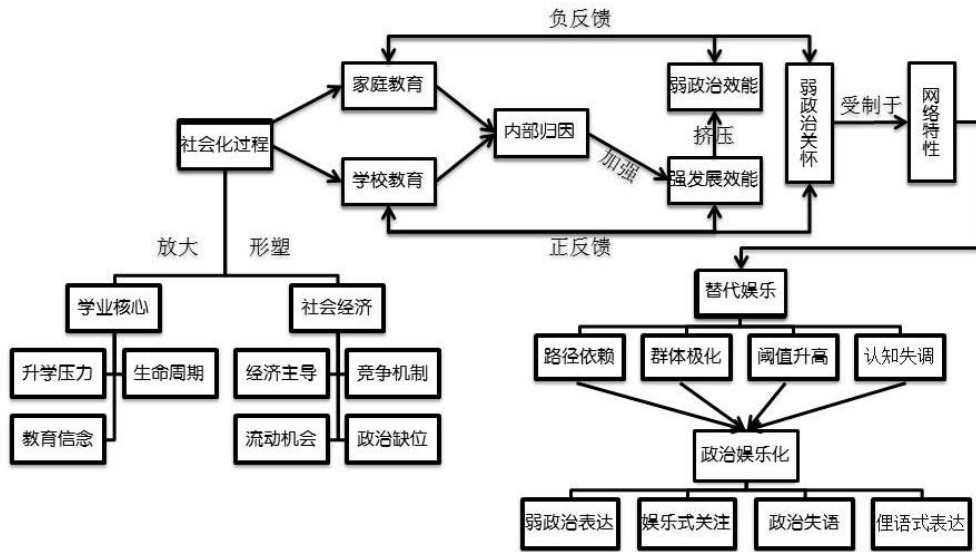 负反馈
家庭教育
弱政治效能
弱政治关怀
受制于
网络特性
社会化过程
内部归因
挤压
加强
学校教育
强发展效能
放大
形塑
正反馈
学业核心
社会经济
替代娱乐
升学压力
生命周期
经济主导
竞争机制
路径依赖
群体极化
阈值升高
认知失调
教育信念
流动机会
政治缺位
政治娱乐化
弱政治表达
娱乐式关注
政治失语
俚语式表达